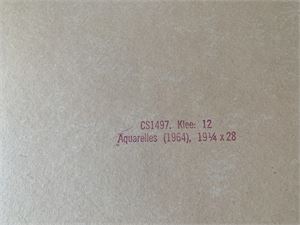 CS1497. Klee: 12
Aquarelles (1964), 19¼ x 28